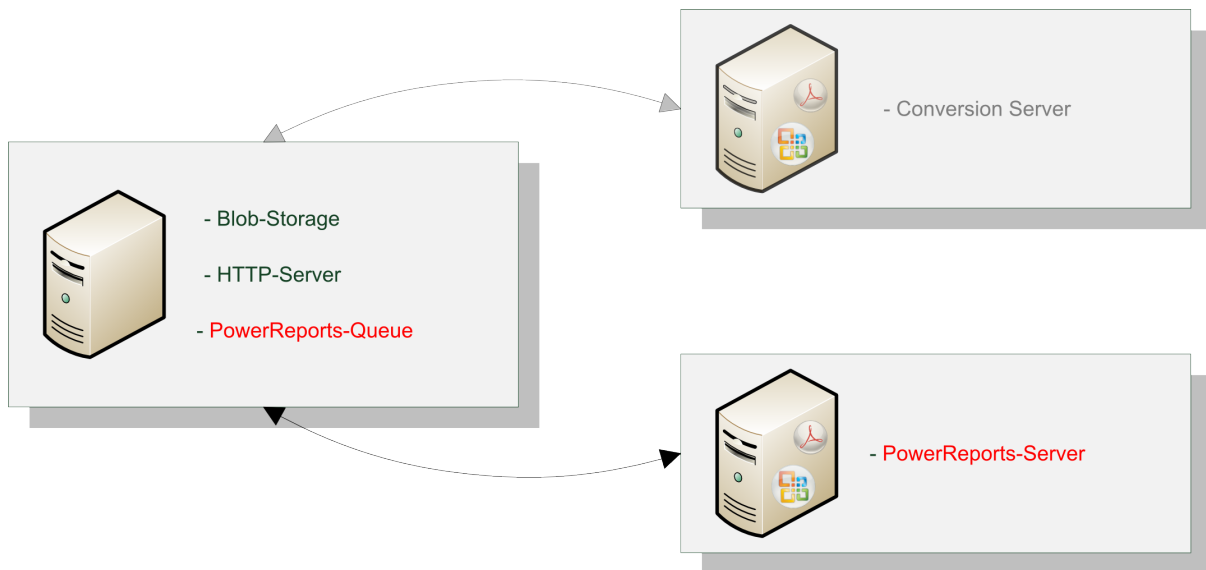 - Blob-Storage
- HTTP-Server
- PowerReports-Queue
- Conversion Server
- PowerReports-Server